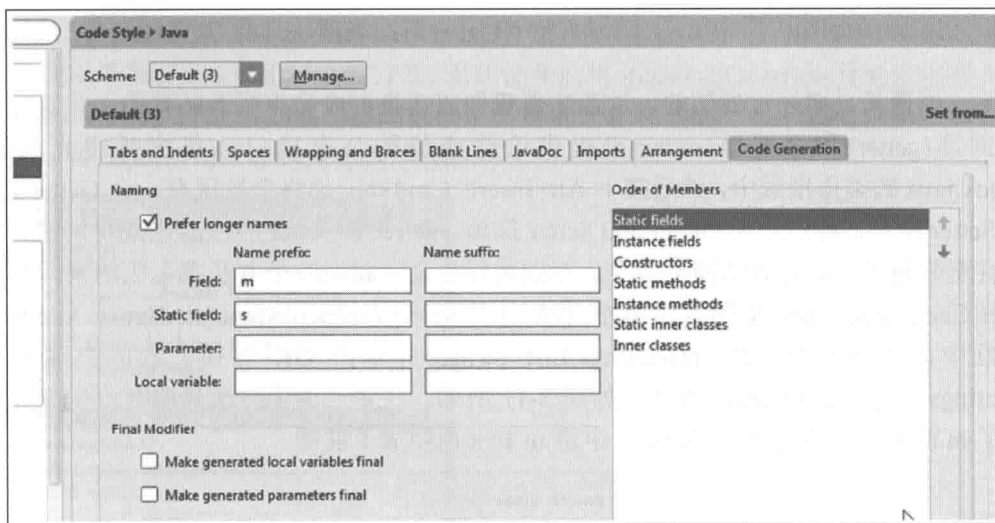 Code Style ▸ Java
Scheme: Default (3) Manage...
Default (3) Set from...
Tabs and Indents Spaces Wrapping and Braces Blank Lines JavaDoc Imports Arrangement Code Generation
Naming
Prefer longer names
Name prefix: Name suffix:
Field: m
Static field: s
Parameter:
Local variable:
Final Modifier
Make generated local variables final
Make generated parameters final
Order of Members
Static fields
Instance fields
Constructors
Static methods
Instance methods
Static inner classes
Inner classes